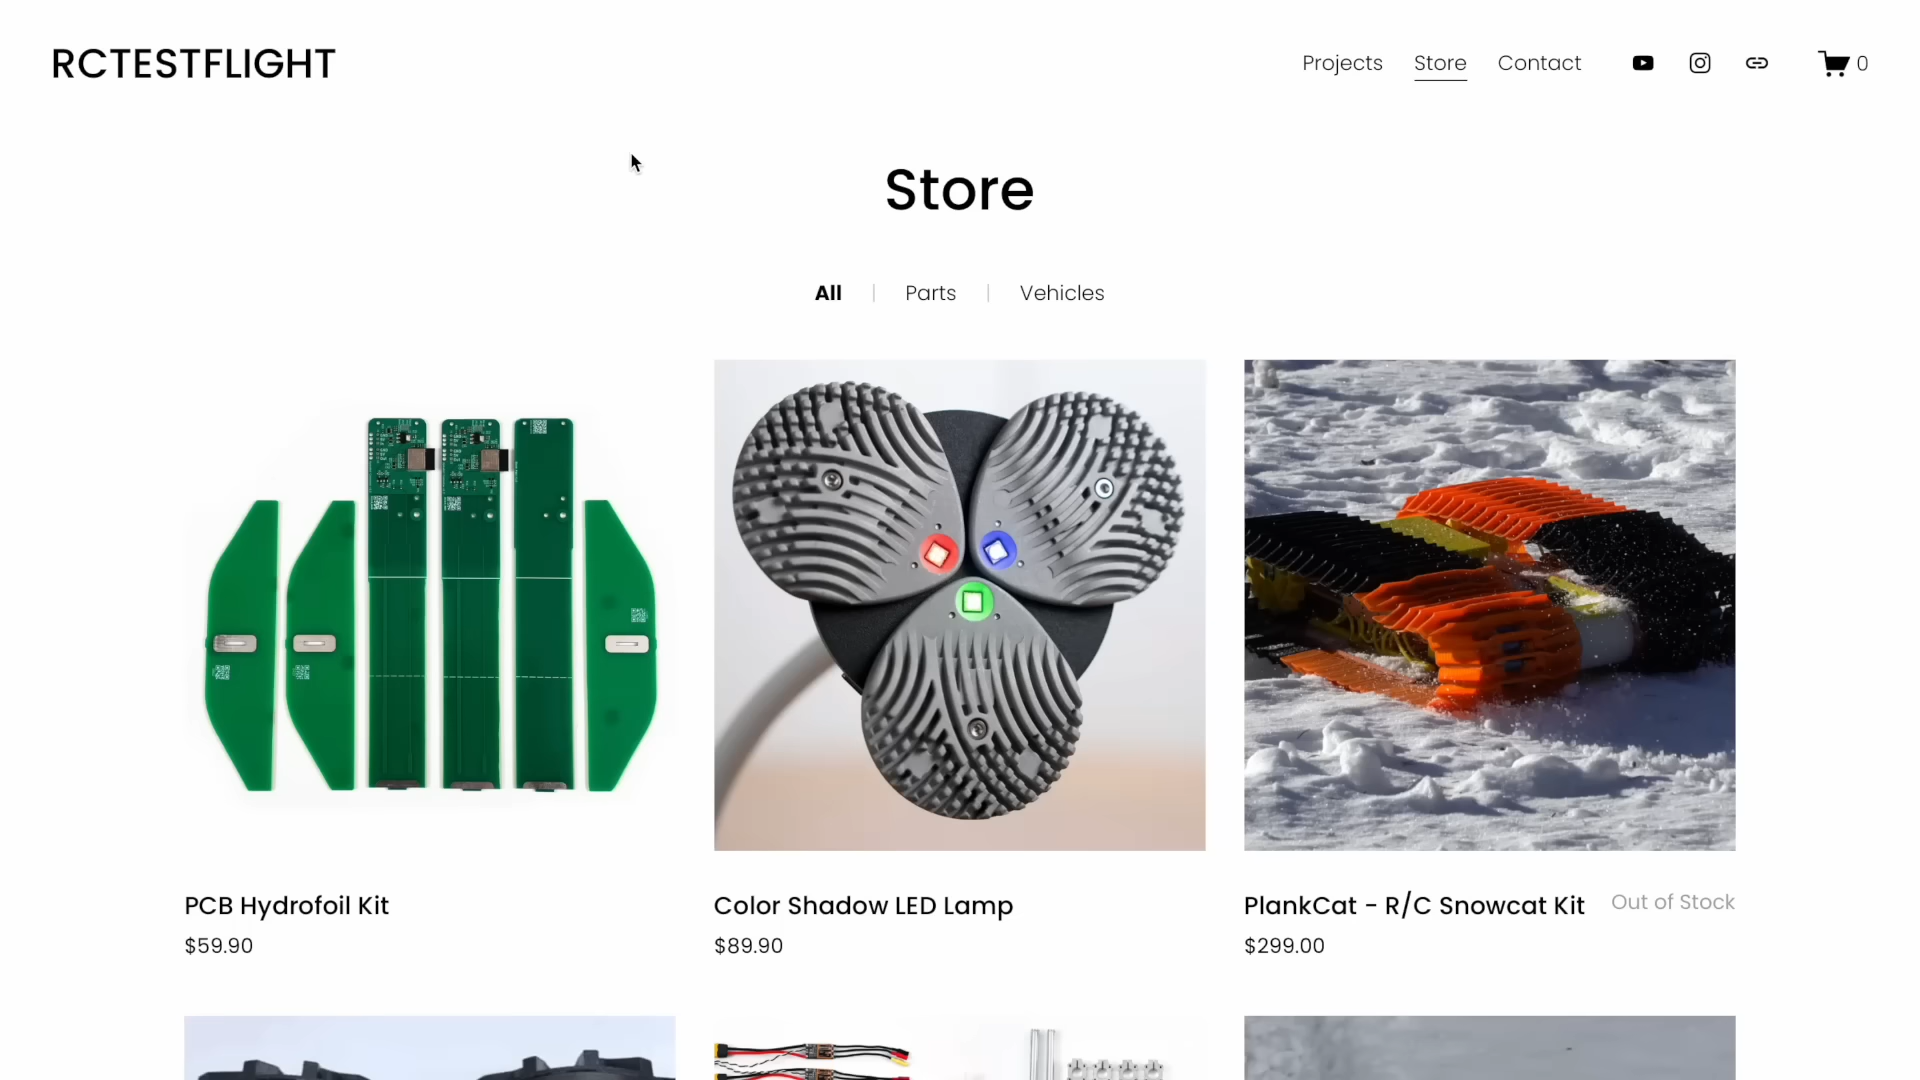 RCTESTFLIGHT
Projects Store Contact 0
Store
All | Parts | Vehicles
PCB Hydrofoil Kit
$59.90
Color Shadow LED Lamp
$89.90
PlankCat - R/C Snowcat Kit Out of Stock
$299.00